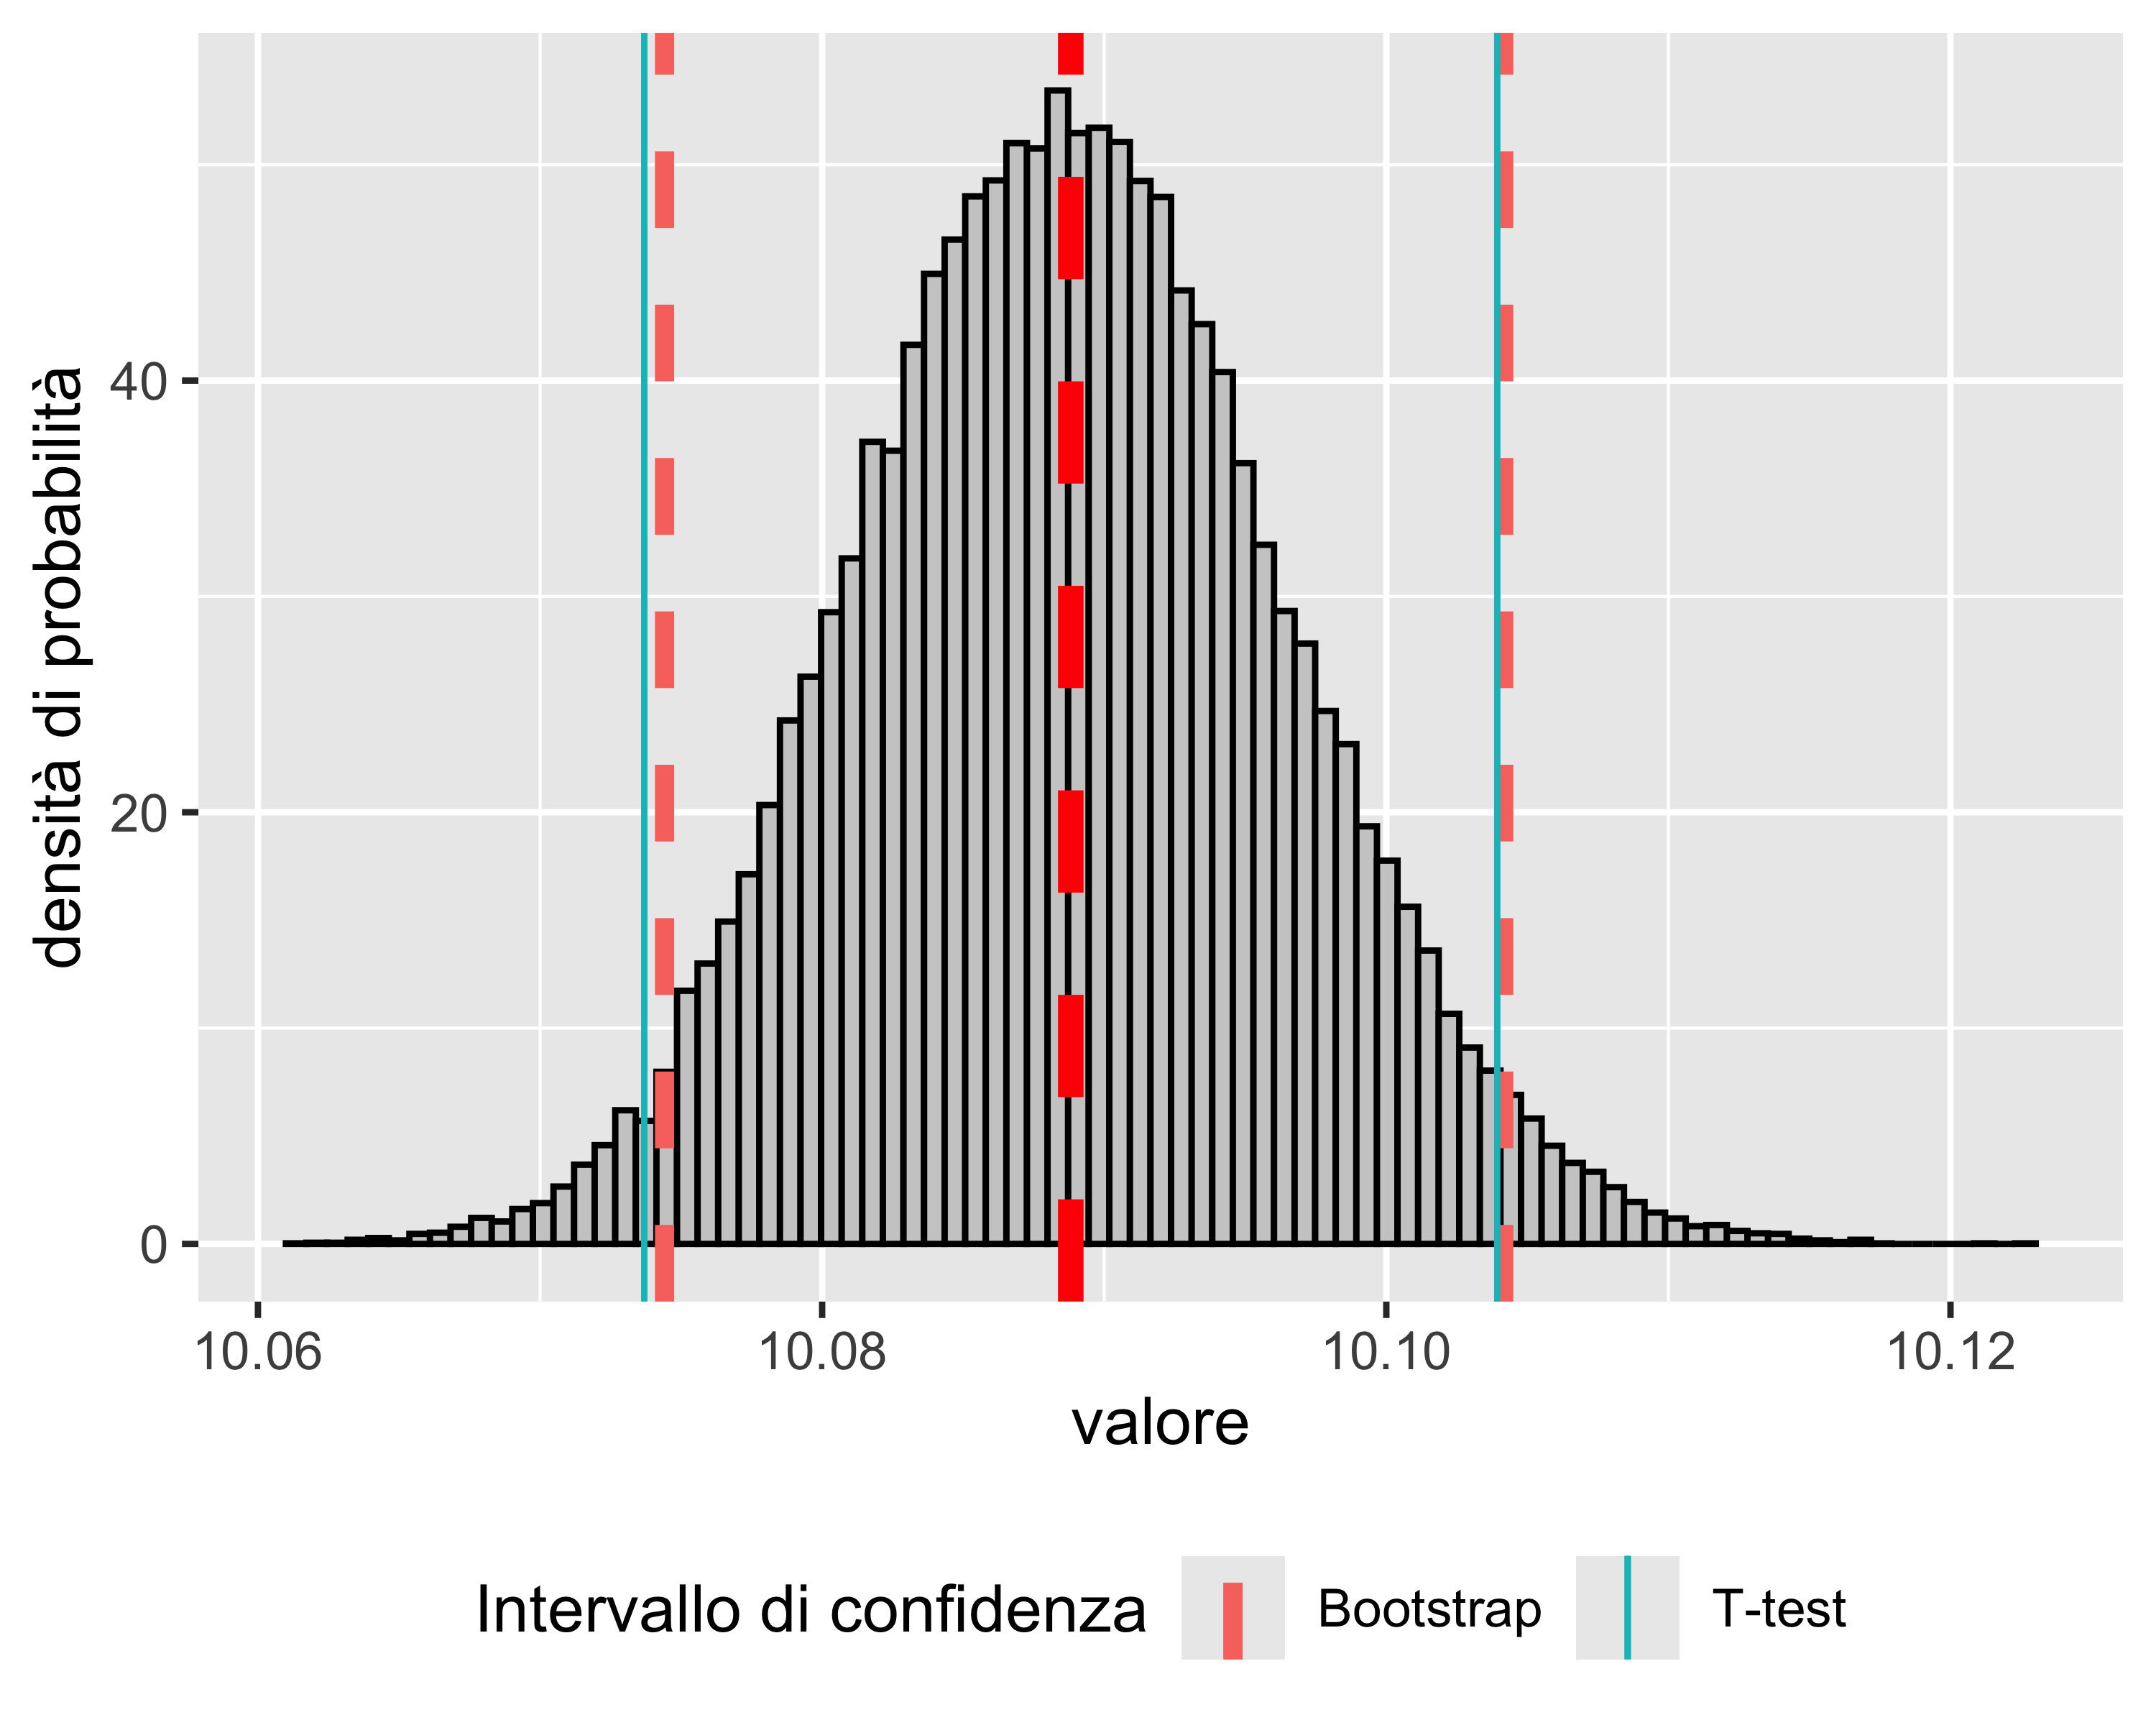 densità di probabilità
40
20
0
10.06
10.08
10.10
10.12
valore
Intervallo di confidenza
Bootstrap
T-test